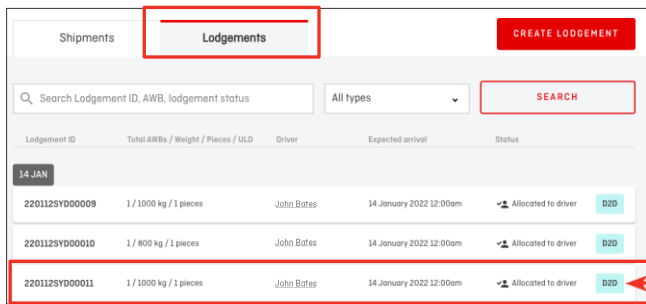 Shipments Lodgements CREATE LODGEMENT
Search Lodgement ID, AWB, lodgement status All types SEARCH
Lodgement ID Total AWBs / Weight / Pieces / ULD Driver Expected arrival Status
14 JAN
220112SYD00009 1 / 1000 kg / 1 pieces John Bates 14 January 2022 12:00am Allocated to driver D2D
220112SYD00010 1 / 800 kg / 1 pieces John Bates 14 January 2022 12:00am Allocated to driver D2D
220112SYD00011 1 / 1000 kg / 1 pieces John Bates 14 January 2022 12:00am Allocated to driver D2D